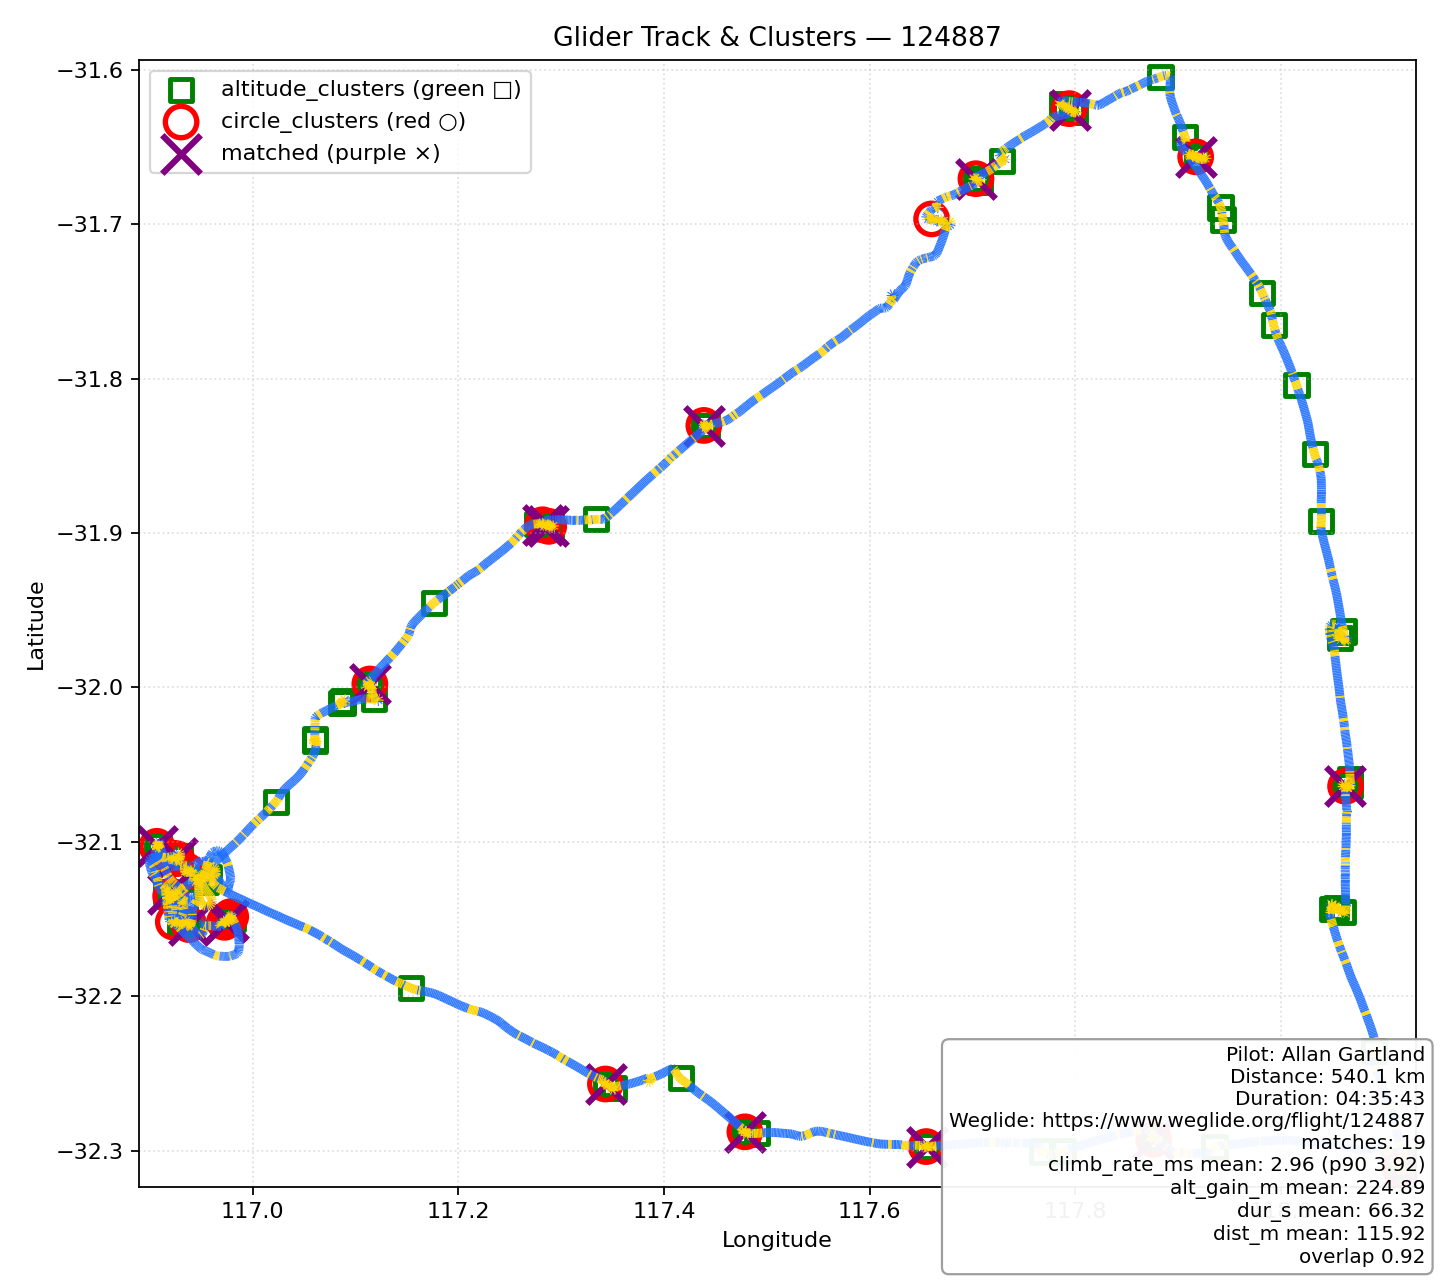 Glider Track & Clusters — 124887
altitude_clusters (green □)
circle_clusters (red ○)
matched (purple ×)
−31.6
−31.7
−31.8
−31.9
−32.0
−32.1
−32.2
−32.3
Latitude
117.0
117.2
117.4
117.6
117.8
Longitude
Pilot: Allan Gartland
Distance: 540.1 km
Duration: 04:35:43
Weglide: https://www.weglide.org/flight/124887
matches: 19
climb_rate_ms mean: 2.96 (p90 3.92)
alt_gain_m mean: 224.89
dur_s mean: 66.32
dist_m mean: 115.92
overlap 0.92